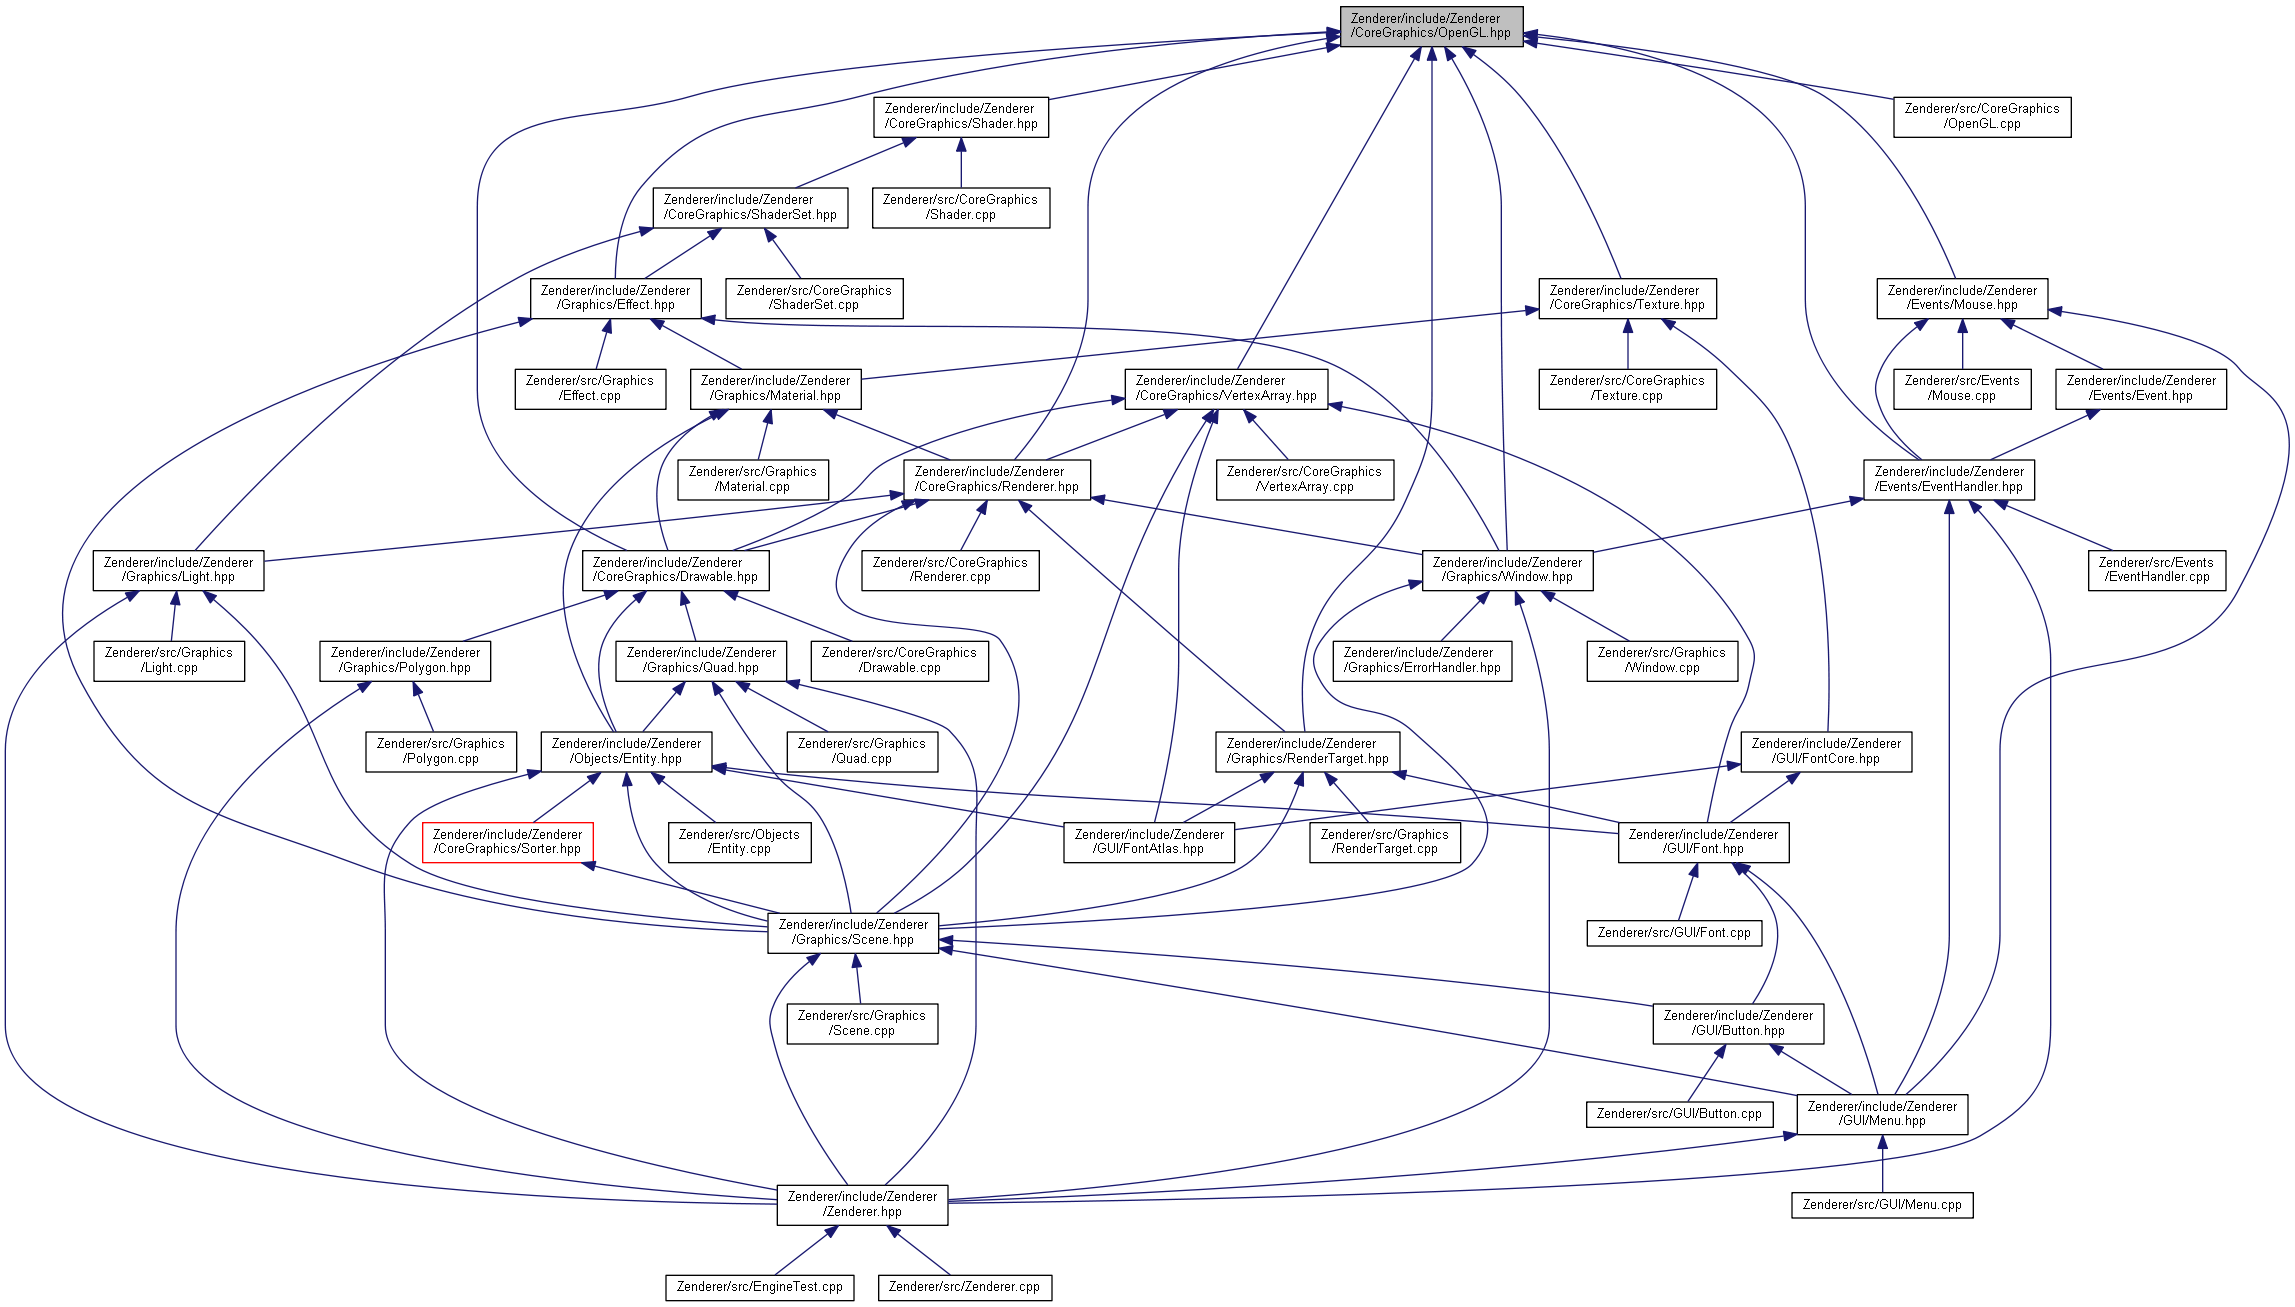 Zenderer/include/Zenderer
/CoreGraphics/OpenGL.hpp
Zenderer/include/Zenderer
/CoreGraphics/Shader.hpp
Zenderer/src/CoreGraphics
/OpenGL.cpp
Zenderer/include/Zenderer
/CoreGraphics/ShaderSet.hpp
Zenderer/src/CoreGraphics
/Shader.cpp
Zenderer/include/Zenderer
/Graphics/Effect.hpp
Zenderer/src/CoreGraphics
/ShaderSet.cpp
Zenderer/include/Zenderer
/CoreGraphics/Texture.hpp
Zenderer/include/Zenderer
/Events/Mouse.hpp
Zenderer/src/Graphics
/Effect.cpp
Zenderer/include/Zenderer
/Graphics/Material.hpp
Zenderer/include/Zenderer
/CoreGraphics/VertexArray.hpp
Zenderer/src/CoreGraphics
/Texture.cpp
Zenderer/src/Events
/Mouse.cpp
Zenderer/include/Zenderer
/Events/Event.hpp
Zenderer/src/Graphics
/Material.cpp
Zenderer/include/Zenderer
/CoreGraphics/Renderer.hpp
Zenderer/src/CoreGraphics
/VertexArray.cpp
Zenderer/include/Zenderer
/Events/EventHandler.hpp
Zenderer/include/Zenderer
/Graphics/Light.hpp
Zenderer/include/Zenderer
/CoreGraphics/Drawable.hpp
Zenderer/src/CoreGraphics
/Renderer.cpp
Zenderer/include/Zenderer
/Graphics/Window.hpp
Zenderer/src/Events
/EventHandler.cpp
Zenderer/src/Graphics
/Light.cpp
Zenderer/include/Zenderer
/Graphics/Polygon.hpp
Zenderer/include/Zenderer
/Graphics/Quad.hpp
Zenderer/src/CoreGraphics
/Drawable.cpp
Zenderer/include/Zenderer
/Graphics/ErrorHandler.hpp
Zenderer/src/Graphics
/Window.cpp
Zenderer/src/Graphics
/Polygon.cpp
Zenderer/include/Zenderer
/Objects/Entity.hpp
Zenderer/src/Graphics
/Quad.cpp
Zenderer/include/Zenderer
/Graphics/RenderTarget.hpp
Zenderer/include/Zenderer
/GUI/FontCore.hpp
Zenderer/include/Zenderer
/CoreGraphics/Sorter.hpp
Zenderer/src/Objects
/Entity.cpp
Zenderer/include/Zenderer
/GUI/FontAtlas.hpp
Zenderer/src/Graphics
/RenderTarget.cpp
Zenderer/include/Zenderer
/GUI/Font.hpp
Zenderer/include/Zenderer
/Graphics/Scene.hpp
Zenderer/src/GUI/Font.cpp
Zenderer/src/Graphics
/Scene.cpp
Zenderer/include/Zenderer
/GUI/Button.hpp
Zenderer/src/GUI/Button.cpp
Zenderer/include/Zenderer
/GUI/Menu.hpp
Zenderer/include/Zenderer
/Zenderer.hpp
Zenderer/src/GUI/Menu.cpp
Zenderer/src/EngineTest.cpp
Zenderer/src/Zenderer.cpp